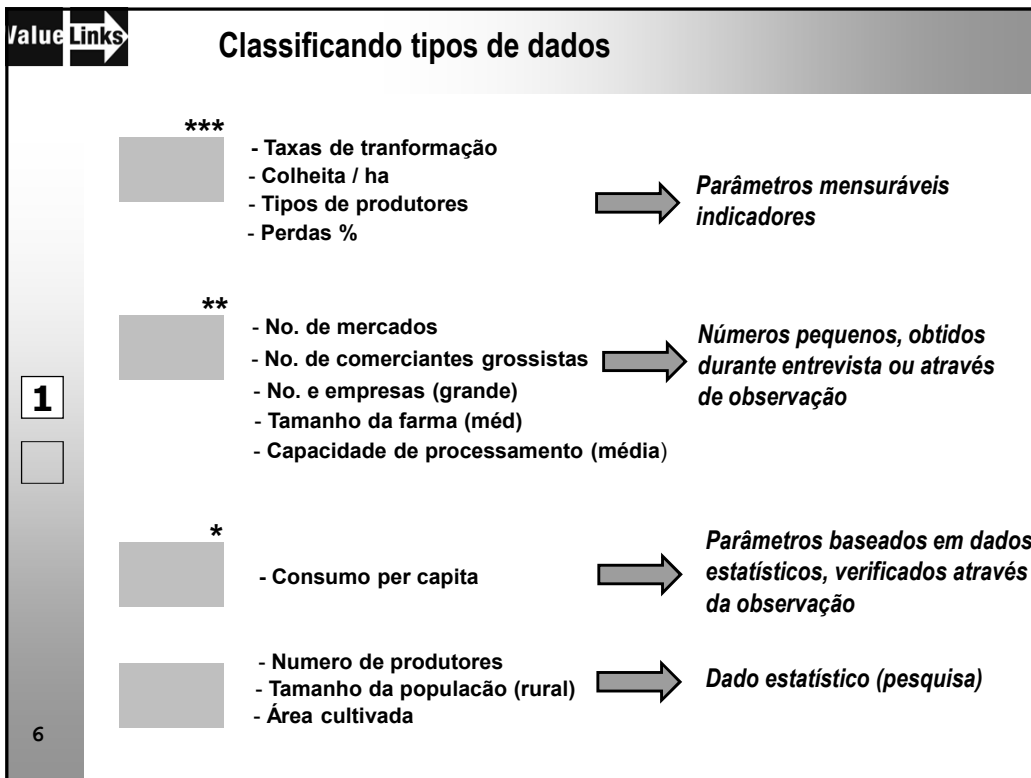 Value Links
Classificando tipos de dados
***
- Taxas de tranformação
- Colheita / ha
- Tipos de produtores
- Perdas %
Parâmetros mensuráveis
indicadores
**
- No. de mercados
- No. de comerciantes grossistas
- No. e empresas (grande)
- Tamanho da farma (méd)
- Capacidade de processamento (média)
Números pequenos, obtidos
durante entrevista ou através
de observação
1
*
- Consumo per capita
Parâmetros baseados em dados
estatísticos, verificados através
da observação
- Numero de produtores
- Tamanho da populacão (rural)
- Área cultivada
Dado estatístico (pesquisa)
6